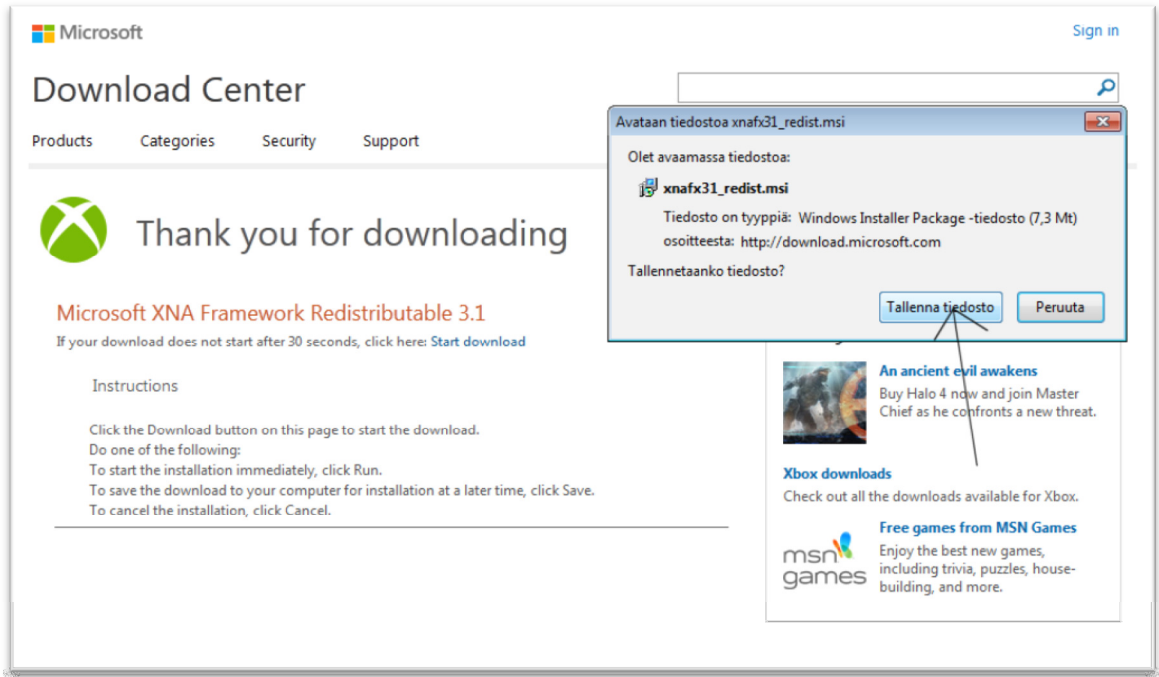 Microsoft
Sign in
Download Center
Products Categories Security Support
Avataan tiedostoa xnafx31_redist.msi
Olet avaamassa tiedostoa:
xnafx31_redist.msi
Tiedosto on tyyppiä: Windows Installer Package -tiedosto (7,3 Mt)
osoitteesta: http://download.microsoft.com
Tallennetaanko tiedosto?
Tallenna tiedosto Peruuta
Thank you for downloading
Microsoft XNA Framework Redistributable 3.1
If your download does not start after 30 seconds, click here: Start download
Instructions
Click the Download button on this page to start the download.
Do one of the following:
To start the installation immediately, click Run.
To save the download to your computer for installation at a later time, click Save.
To cancel the installation, click Cancel.
An ancient evil awakens
Buy Halo 4 now and join Master
Chief as he confronts a new threat.
Xbox downloads
Check out all the downloads available for Xbox.
msn games
Free games from MSN Games
Enjoy the best new games,
including trivia, puzzles, house-
building, and more.